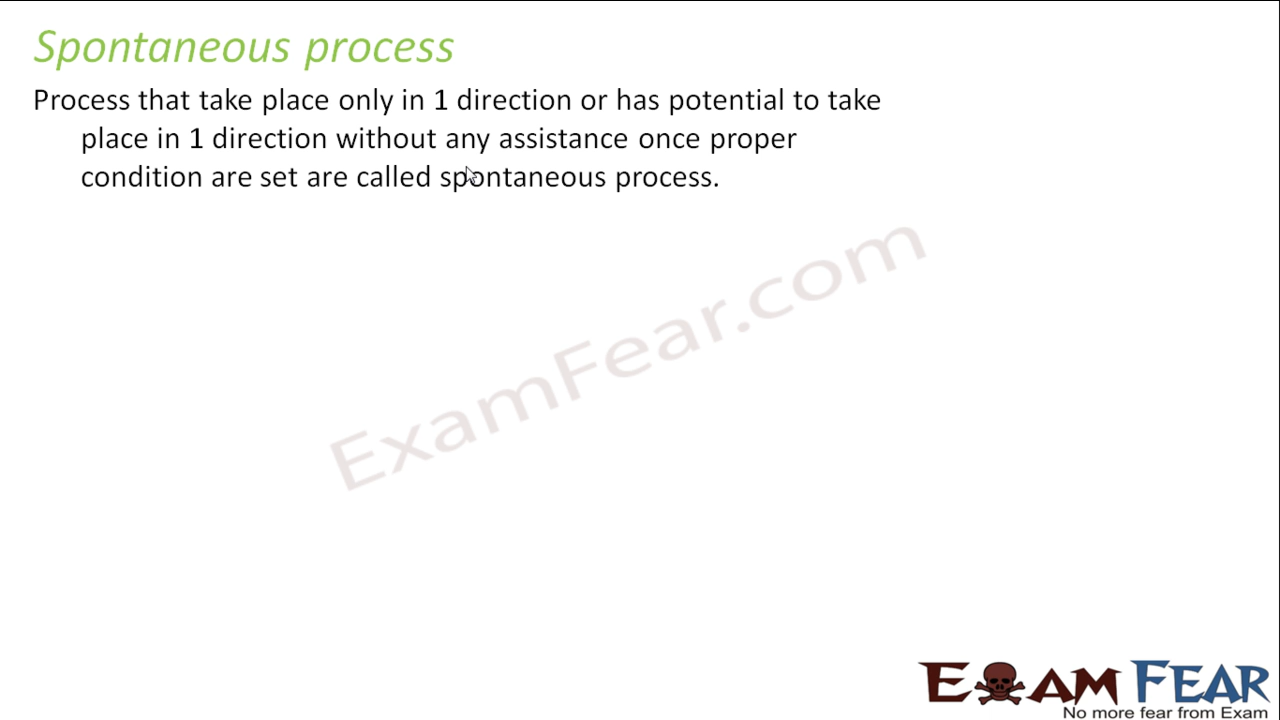 Spontaneous process
Process that take place only in 1 direction or has potential to take
place in 1 direction without any assistance once proper
condition are set are called spontaneous process.
ExamFear.com
EXAM FEAR
No more fear from Exam